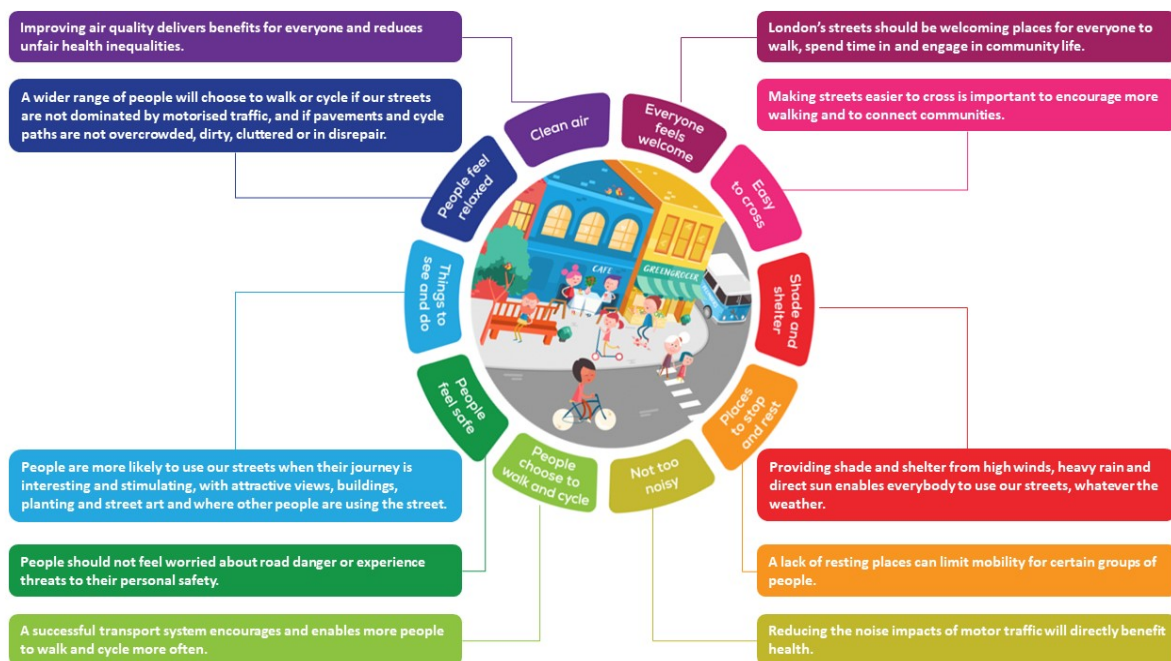 Improving air quality delivers benefits for everyone and reduces
unfair health inequalities.
A wider range of people will choose to walk or cycle if our streets
are not dominated by motorised traffic, and if pavements and cycle
paths are not overcrowded, dirty, cluttered or in disrepair.
London's streets should be welcoming places for everyone to
walk, spend time in and engage in community life.
Making streets easier to cross is important to encourage more
walking and to connect communities.
Clean air
Everyone
feels
welcome
Easy
to cross
Shade and
shelter
Places
to stop
and rest
Not too
noisy
People
choose to
walk and cycle
People
feel safe
Things to
see and do
People feel
relaxed
CAFE
GREENGROCER
People are more likely to use our streets when their journey is
interesting and stimulating, with attractive views, buildings,
planting and street art and where other people are using the street.
People should not feel worried about road danger or experience
threats to their personal safety.
A successful transport system encourages and enables more people
to walk and cycle more often.
Providing shade and shelter from high winds, heavy rain and
direct sun enables everybody to use our streets, whatever the
weather.
A lack of resting places can limit mobility for certain groups of
people.
Reducing the noise impacts of motor traffic will directly benefit
health.